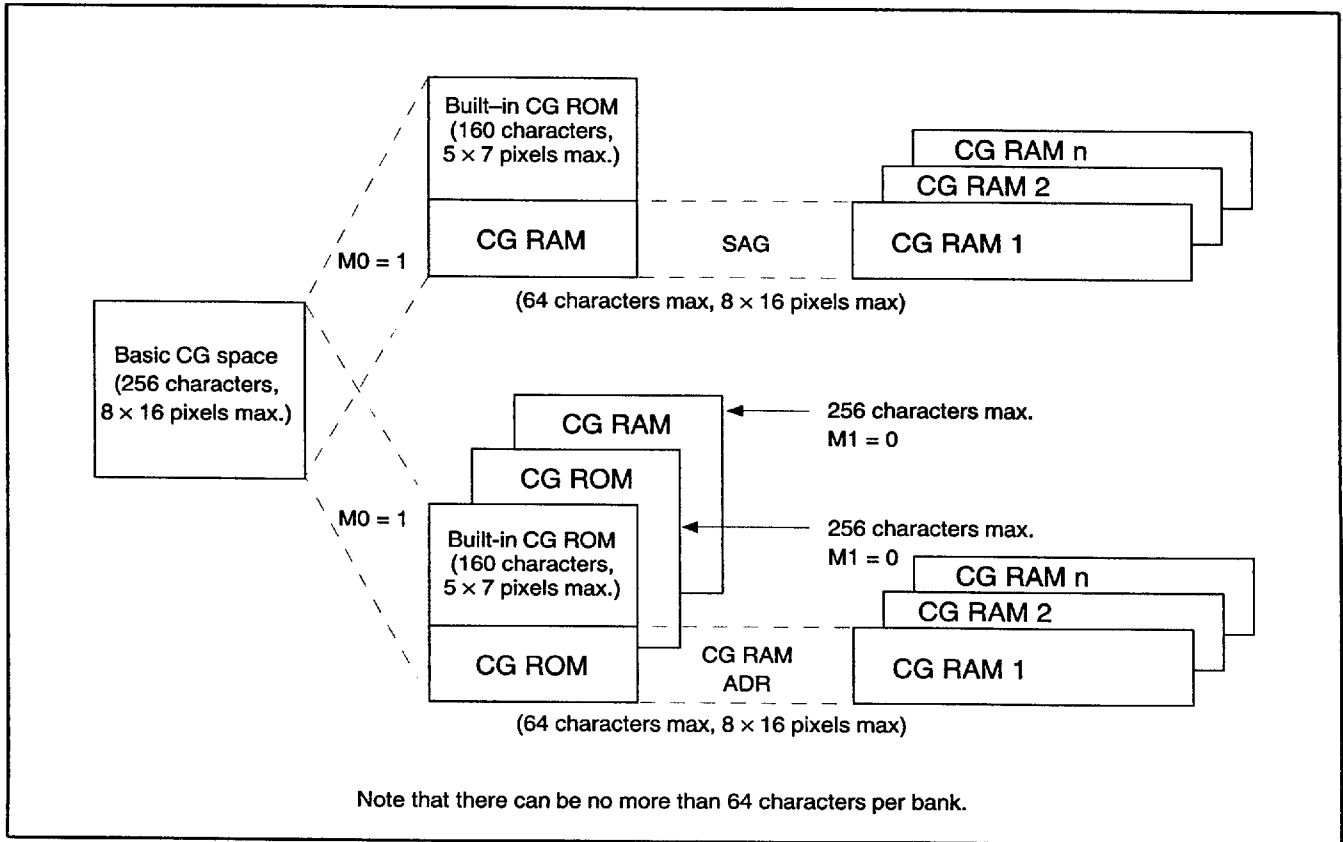 Built–in CG ROM
(160 characters,
5 × 7 pixels max.)
CG RAM
M0 = 1
SAG
CG RAM n
CG RAM 2
CG RAM 1
(64 characters max, 8 × 16 pixels max)
Basic CG space
(256 characters,
8 × 16 pixels max.)
CG RAM
256 characters max.
M1 = 0
CG ROM
M0 = 1
256 characters max.
M1 = 0
Built-in CG ROM
(160 characters,
5 × 7 pixels max.)
CG ROM
CG RAM
ADR
CG RAM n
CG RAM 2
CG RAM 1
(64 characters max, 8 × 16 pixels max)
Note that there can be no more than 64 characters per bank.